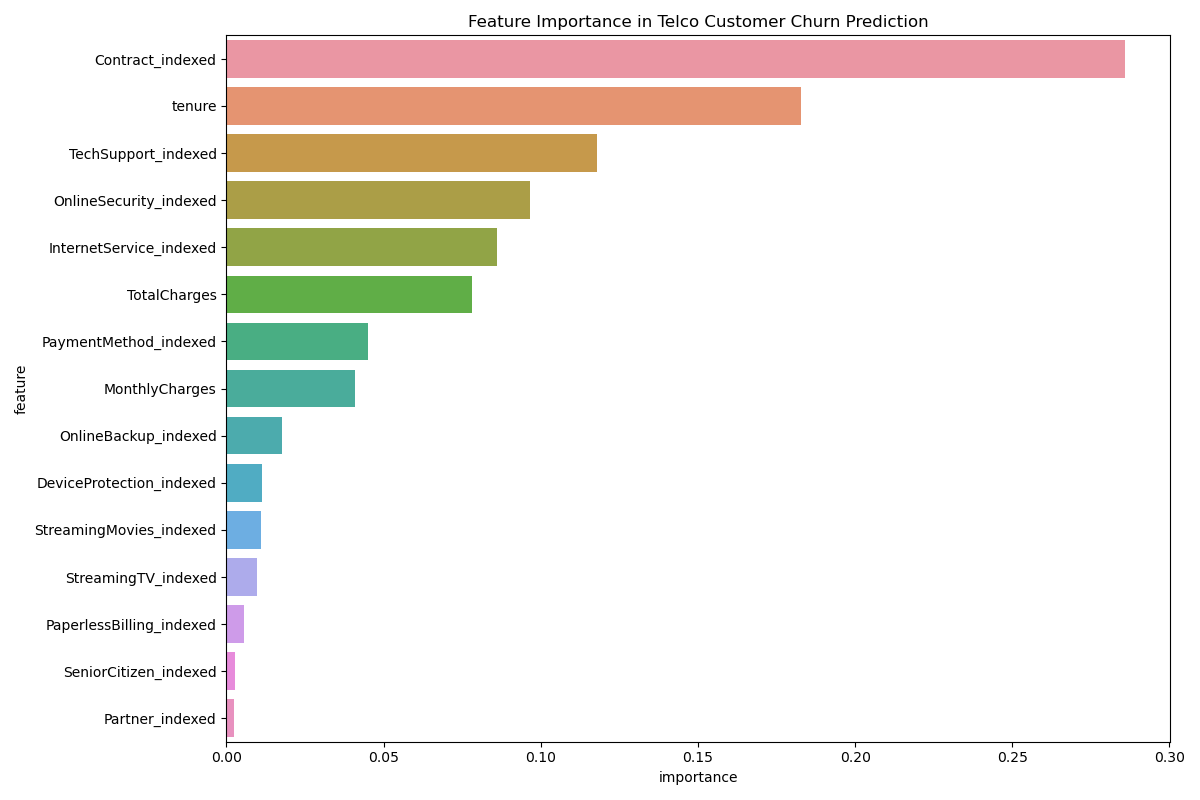 Feature Importance in Telco Customer Churn Prediction
Contract_indexed
tenure
TechSupport_indexed
OnlineSecurity_indexed
InternetService_indexed
TotalCharges
PaymentMethod_indexed
MonthlyCharges
OnlineBackup_indexed
DeviceProtection_indexed
StreamingMovies_indexed
StreamingTV_indexed
PaperlessBilling_indexed
SeniorCitizen_indexed
Partner_indexed
feature
0.00 0.05 0.10 0.15 0.20 0.25 0.30
importance